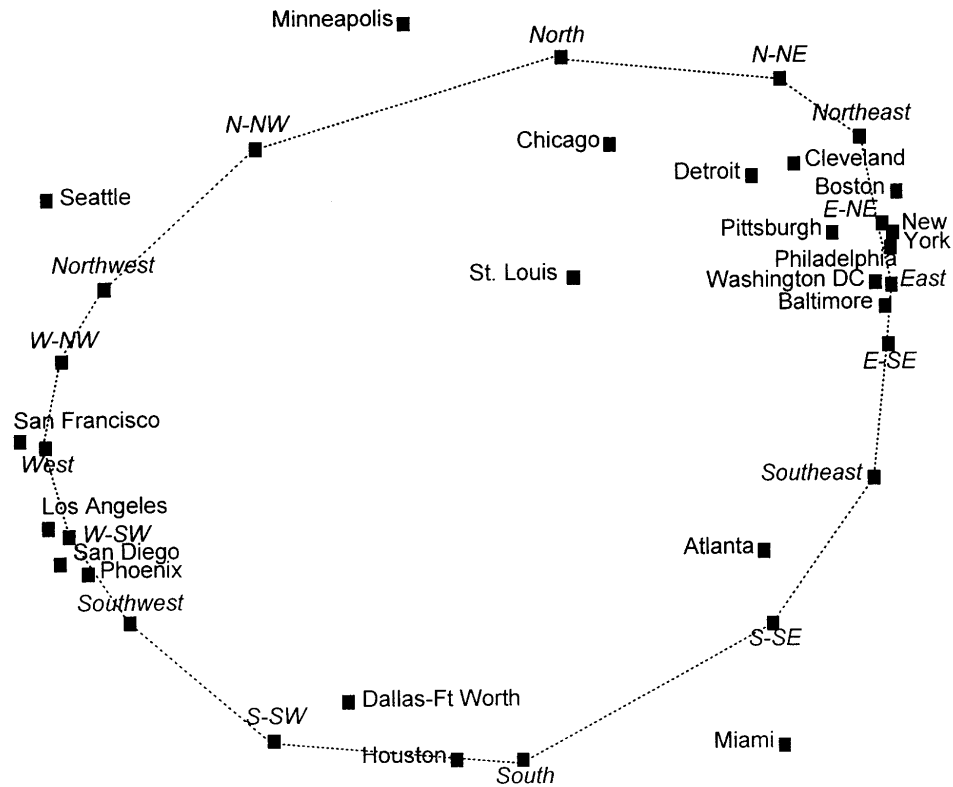 Minneapolis
North
N-NE
Northeast
N-NW
Chicago
Cleveland
Detroit
Boston
Seattle
E-NE
New
York
Pittsburgh
Philadelphia
Northwest
St. Louis
Washington DC
East
Baltimore
W-NW
E-SE
San Francisco
West
Southeast
Los Angeles
W-SW
San Diego
Phoenix
Atlanta
Southwest
S-SE
Dallas-Ft Worth
S-SW
Miami
Houston
South